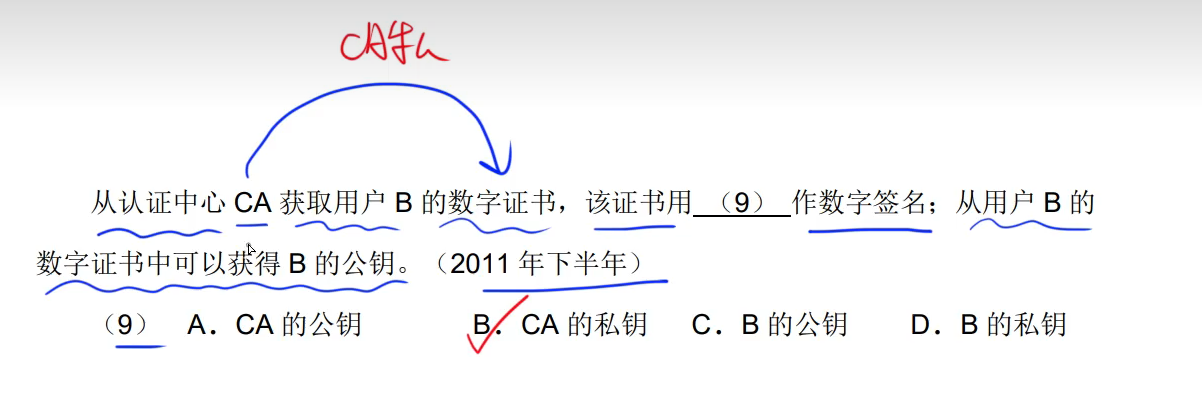 CA私
从认证中心 CA 获取用户 B 的数字证书，该证书用 （9） 作数字签名；从用户 B 的
数字证书中可以获得 B 的公钥。（2011 年下半年）
（9） A．CA 的公钥 B．CA 的私钥 C．B 的公钥 D．B 的私钥